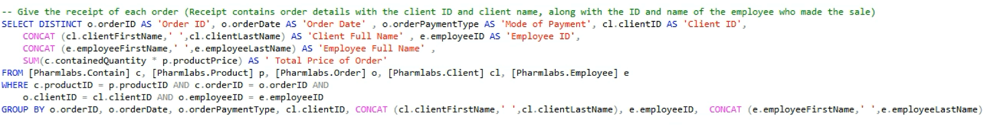 -- Give the receipt of each order (Receipt contains order details with the client ID and client name, along with the ID and name of the employee who made the sale)
SELECT DISTINCT o.orderID AS 'Order ID', o.orderDate AS 'Order Date' , o.orderPaymentType AS 'Mode of Payment', cl.clientID AS 'Client ID',
    CONCAT (cl.clientFirstName,' ',cl.clientLastName) AS 'Client Full Name' , e.employeeID AS 'Employee ID',
    CONCAT (e.employeeFirstName,' ',e.employeeLastName) AS 'Employee Full Name' ,
    SUM(c.containedQuantity * p.productPrice) AS ' Total Price of Order'
FROM [Pharmlabs.Contain] c, [Pharmlabs.Product] p, [Pharmlabs.Order] o, [Pharmlabs.Client] cl, [Pharmlabs.Employee] e
WHERE c.productID = p.productID AND c.orderID = o.orderID AND
    o.clientID = cl.clientID AND o.employeeID = e.employeeID
GROUP BY o.orderID, o.orderDate, o.orderPaymentType, cl.clientID, CONCAT (cl.clientFirstName,' ',cl.clientLastName), e.employeeID,  CONCAT (e.employeeFirstName,' ',e.employeeLastName)